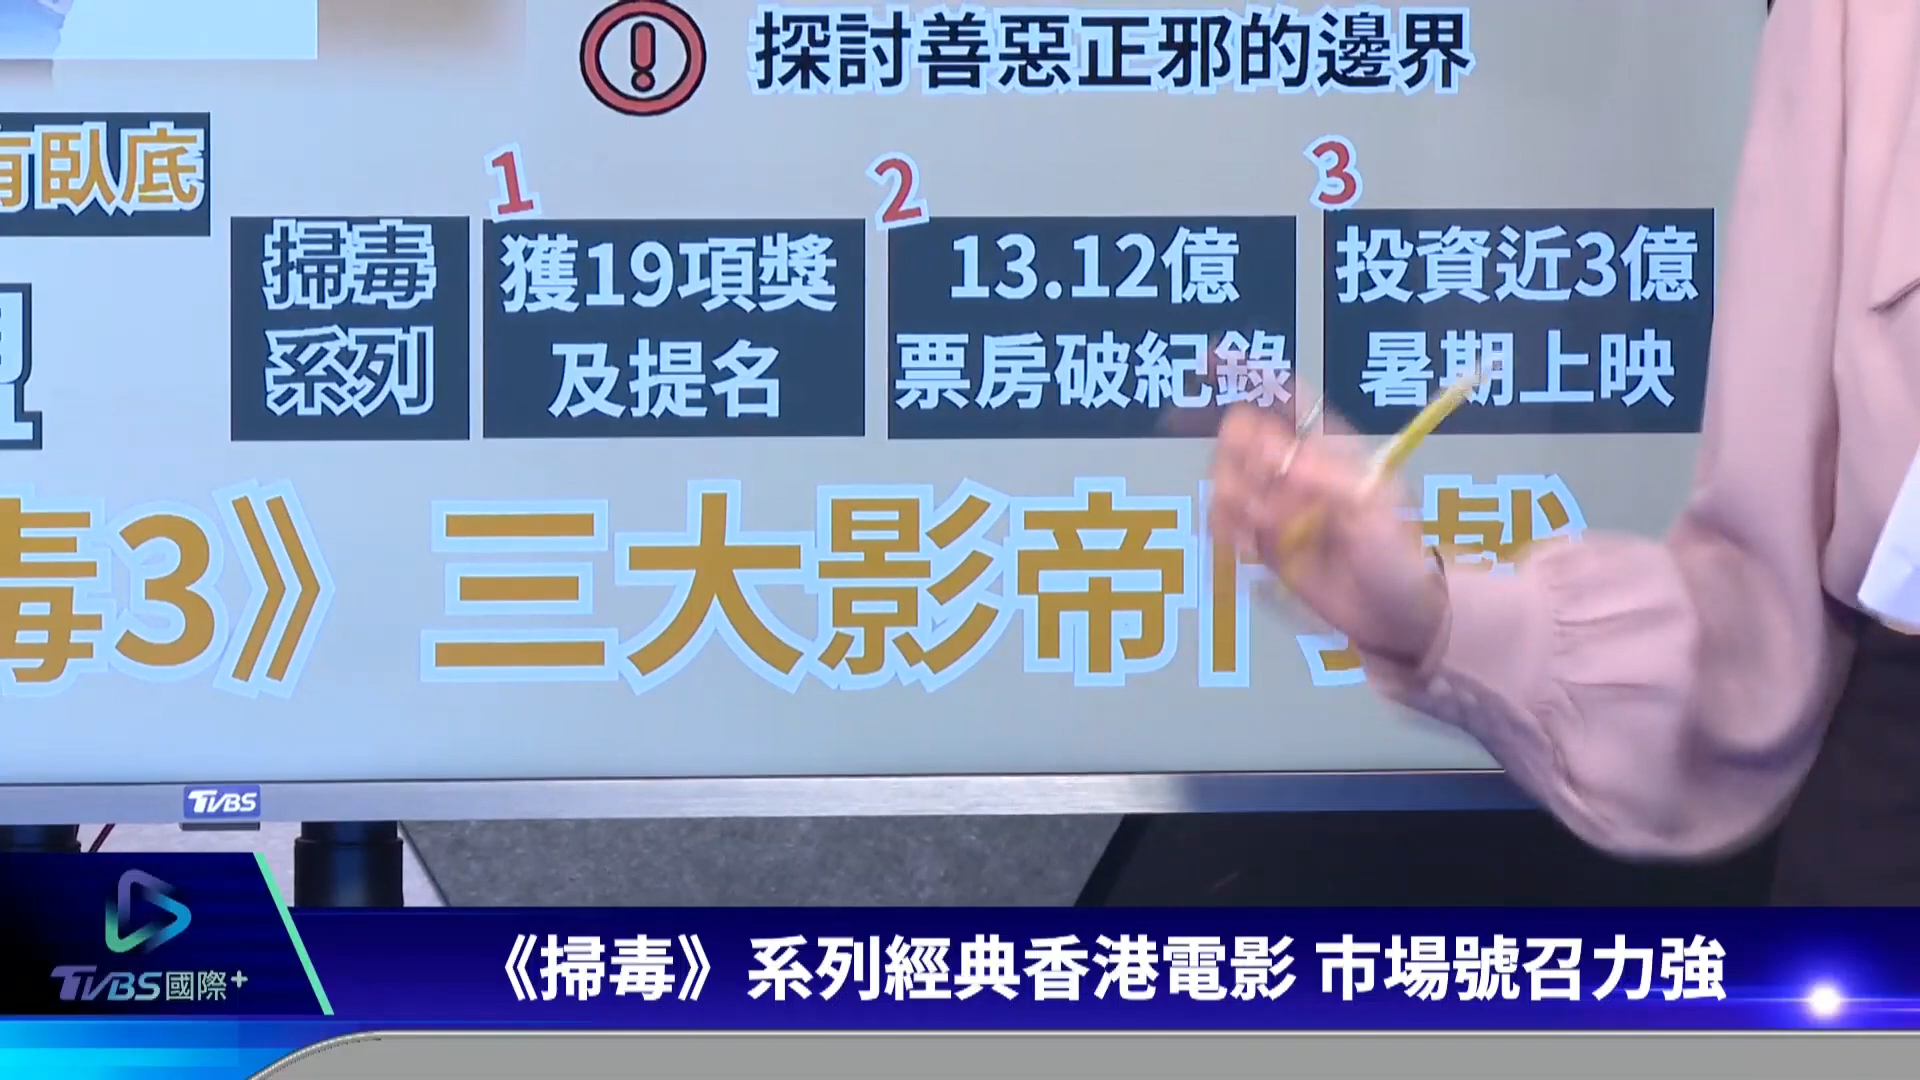 探討善惡正邪的邊界
有臥底
1
2
3
掃毒
系列
獲19項獎
及提名
13.12億
票房破紀錄
投資近3億
暑期上映
毒3》三大影帝鬥戲
TVBS
《掃毒》系列經典香港電影 市場號召力強
TVBS國際+